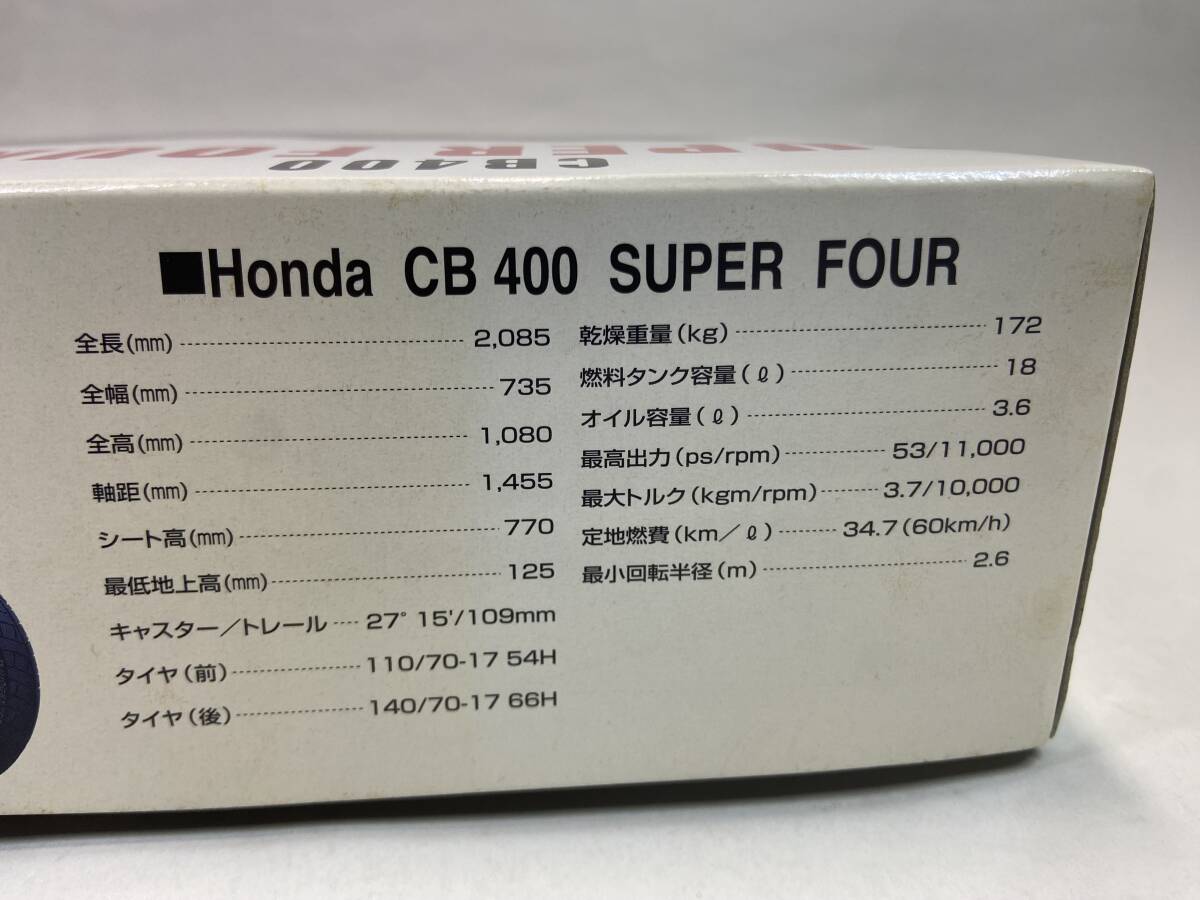 CB400
SUPER FOUR
■Honda CB 400 SUPER FOUR
全長(mm) 2,085
全幅(mm) 735
全高(mm) 1,080
軸距(mm) 1,455
シート高(mm) 770
最低地上高(mm) 125
キャスター/トレール 27° 15'/109mm
タイヤ(前) 110/70-17 54H
タイヤ(後) 140/70-17 66H
乾燥重量(kg) 172
燃料タンク容量(ℓ) 18
オイル容量(ℓ) 3.6
最高出力(ps/rpm) 53/11,000
最大トルク(kgm/rpm) 3.7/10,000
定地燃費(km/ℓ) 34.7(60km/h)
最小回転半径(m) 2.6